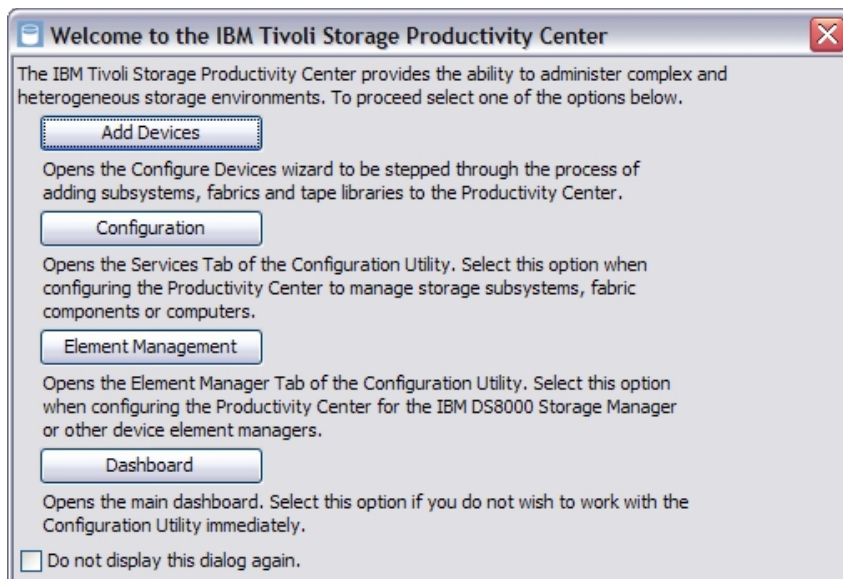 Welcome to the IBM Tivoli Storage Productivity Center
The IBM Tivoli Storage Productivity Center provides the ability to administer complex and
heterogeneous storage environments. To proceed select one of the options below.
Add Devices
Opens the Configure Devices wizard to be stepped through the process of
adding subsystems, fabrics and tape libraries to the Productivity Center.
Configuration
Opens the Services Tab of the Configuration Utility. Select this option when
configuring the Productivity Center to manage storage subsystems, fabric
components or computers.
Element Management
Opens the Element Manager Tab of the Configuration Utility. Select this option
when configuring the Productivity Center for the IBM DS8000 Storage Manager
or other device element managers.
Dashboard
Opens the main dashboard. Select this option if you do not wish to work with the
Configuration Utility immediately.
Do not display this dialog again.